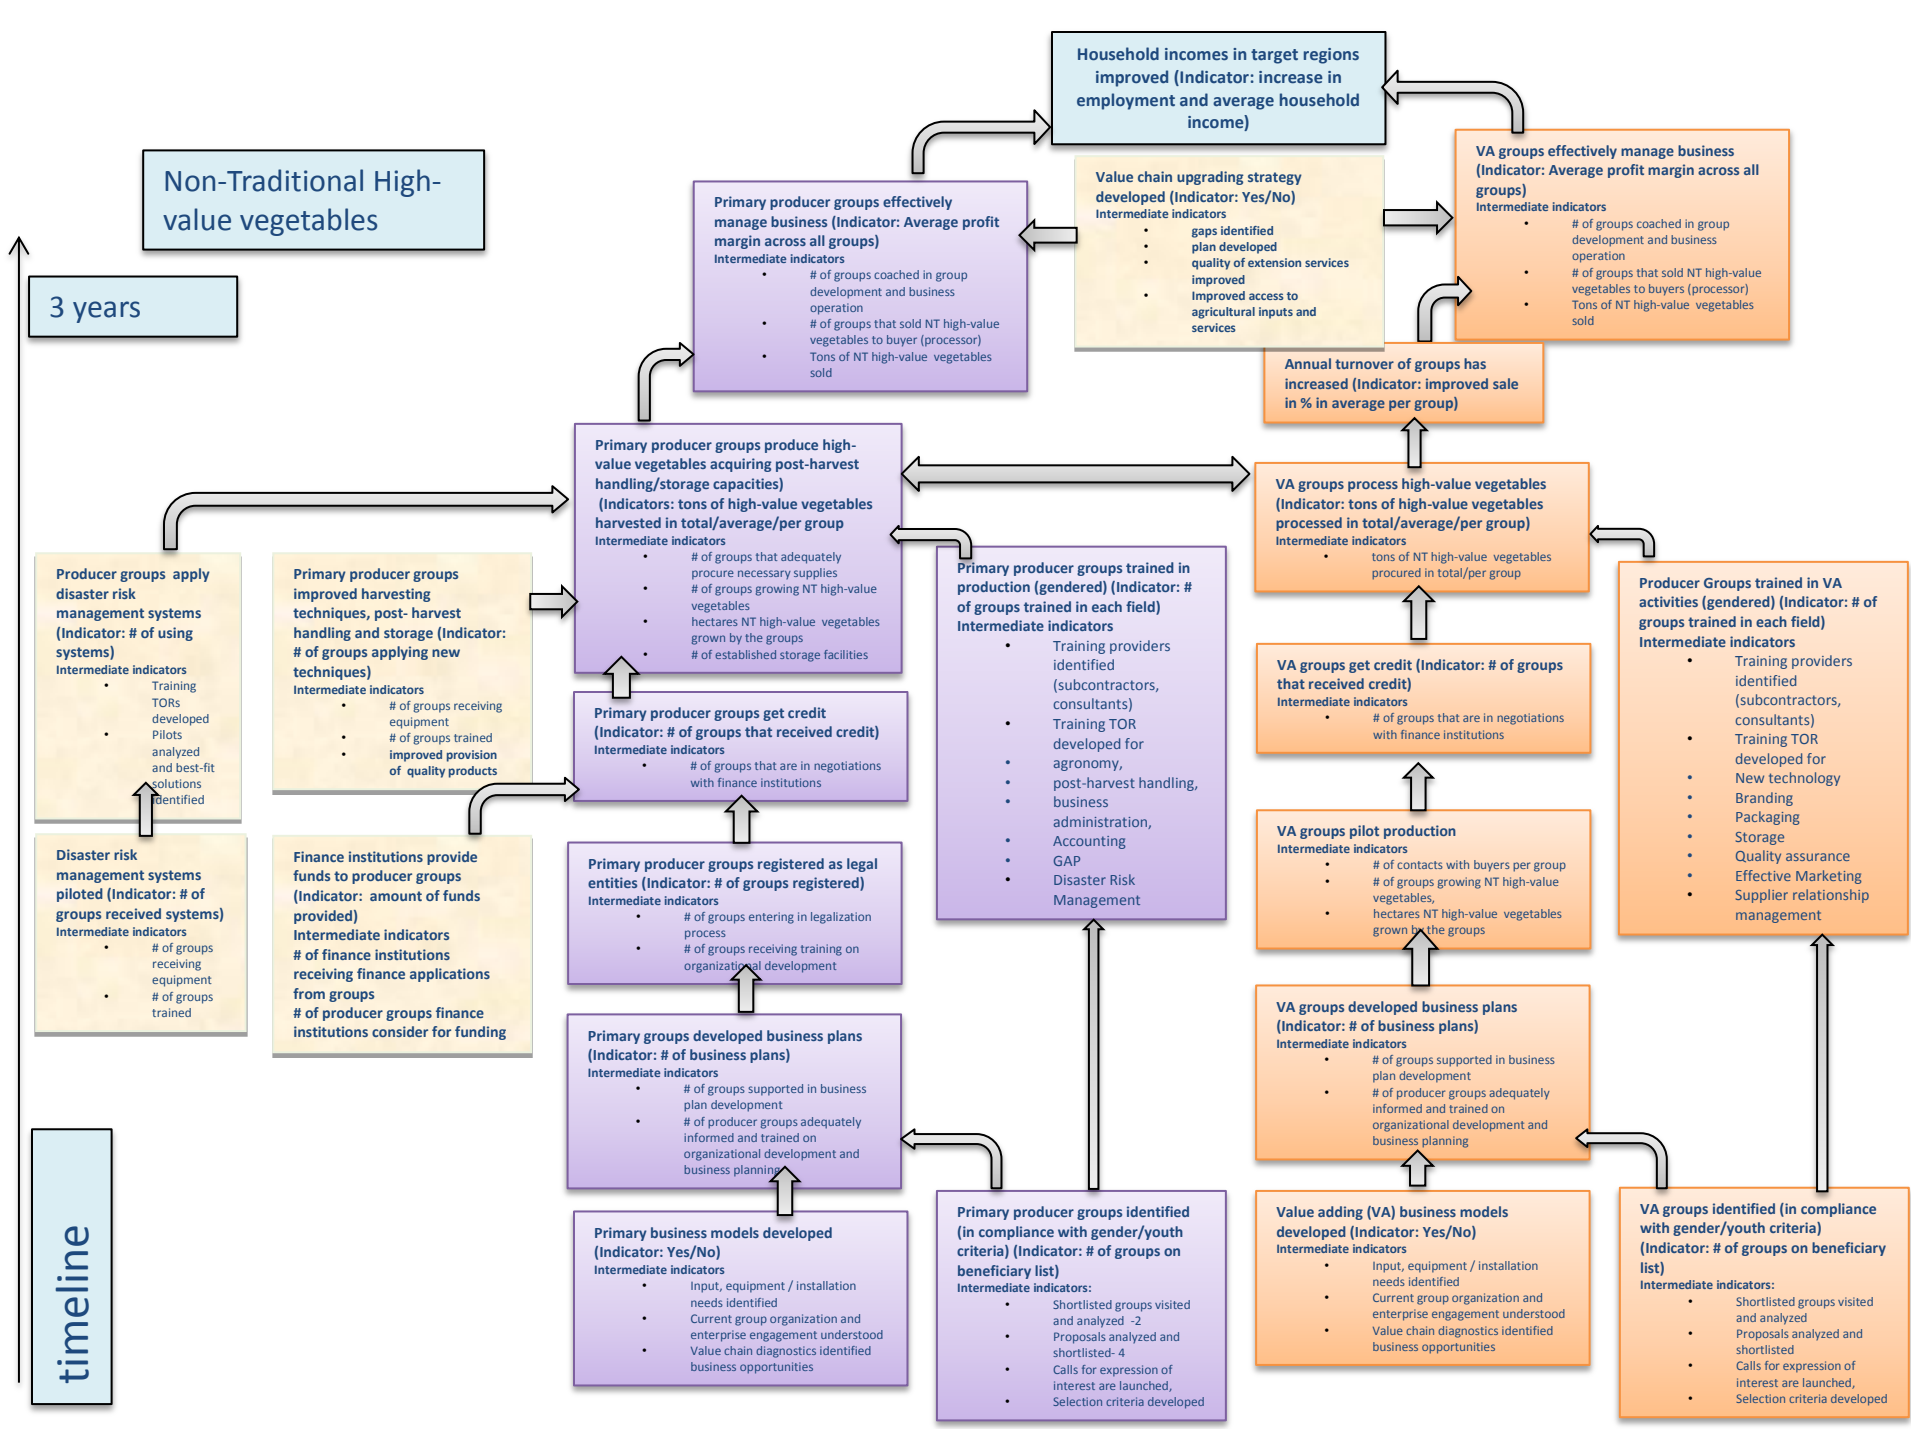 Household incomes in target regions
improved (Indicator: increase in
employment and average household
income)
Non-Traditional High-
value vegetables
3 years
timeline
Primary producer groups effectively
manage business (Indicator: Average profit
margin across all groups)
Intermediate indicators
• # of groups coached in group
development and business
operation
• # of groups that sold NT high-value
vegetables to buyer (processor)
• Tons of NT high-value vegetables
sold
Value chain upgrading strategy
developed (Indicator: Yes/No)
Intermediate indicators
• gaps identified
• plan developed
• quality of extension services
improved
• Improved access to
agricultural inputs and
services
VA groups effectively manage business
(Indicator: Average profit margin across all
groups)
Intermediate indicators
• # of groups coached in group
development and business
operation
• # of groups that sold NT high-value
vegetables to buyers (processor)
• Tons of NT high-value vegetables
sold
Annual turnover of groups has
increased (Indicator: improved sale
in % in average per group)
Primary producer groups produce high-
value vegetables acquiring post-harvest
handling/storage capacities)
(Indicators: tons of high-value vegetables
harvested in total/average/per group
Intermediate indicators
• # of groups that adequately
procure necessary supplies
• # of groups growing NT high-value
vegetables
• hectares NT high-value vegetables
grown by the groups
• # of established storage facilities
VA groups process high-value vegetables
(Indicator: tons of high-value vegetables
processed in total/average/per group)
Intermediate indicators
• tons of NT high-value vegetables
procured in total/per group
Producer groups apply
disaster risk
management systems
(Indicator: # of using
systems)
Intermediate indicators
• Training
TORs
developed
• Pilots
analyzed
and best-fit
solutions
identified
Primary producer groups
improved harvesting
techniques, post- harvest
handling and storage (Indicator:
# of groups applying new
techniques)
Intermediate indicators
• # of groups receiving
equipment
• # of groups trained
• improved provision
of quality products
Primary producer groups trained in
production (gendered) (Indicator: #
of groups trained in each field)
Intermediate indicators
• Training providers
identified
(subcontractors,
consultants)
• Training TOR
developed for
• agronomy,
• post-harvest handling,
• business
administration,
• Accounting
• GAP
• Disaster Risk
Management
Producer Groups trained in VA
activities (gendered) (Indicator: # of
groups trained in each field)
Intermediate indicators
• Training providers
identified
(subcontractors,
consultants)
• Training TOR
developed for
• New technology
• Branding
• Packaging
• Storage
• Quality assurance
• Effective Marketing
• Supplier relationship
management
VA groups get credit (Indicator: # of groups
that received credit)
Intermediate indicators
• # of groups that are in negotiations
with finance institutions
Primary producer groups get credit
(Indicator: # of groups that received credit)
Intermediate indicators
• # of groups that are in negotiations
with finance institutions
VA groups pilot production
Intermediate indicators
• # of contacts with buyers per group
• # of groups growing NT high-value
vegetables,
• hectares NT high-value vegetables
grown by the groups
Disaster risk
management systems
piloted (Indicator: # of
groups received systems)
Intermediate indicators
• # of groups
receiving
equipment
• # of groups
trained
Finance institutions provide
funds to producer groups
(Indicator: amount of funds
provided)
Intermediate indicators
# of finance institutions
receiving finance applications
from groups
# of producer groups finance
institutions consider for funding
Primary producer groups registered as legal
entities (Indicator: # of groups registered)
Intermediate indicators
• # of groups entering in legalization
process
• # of groups receiving training on
organizational development
Primary groups developed business plans
(Indicator: # of business plans)
Intermediate indicators
• # of groups supported in business
plan development
• # of producer groups adequately
informed and trained on
organizational development and
business planning
VA groups developed business plans
(Indicator: # of business plans)
Intermediate indicators
• # of groups supported in business
plan development
• # of producer groups adequately
informed and trained on
organizational development and
business planning
Primary business models developed
(Indicator: Yes/No)
Intermediate indicators
• Input, equipment / installation
needs identified
• Current group organization and
enterprise engagement understood
• Value chain diagnostics identified
business opportunities
Primary producer groups identified
(in compliance with gender/youth
criteria) (Indicator: # of groups on
beneficiary list)
Intermediate indicators:
• Shortlisted groups visited
and analyzed -2
• Proposals analyzed and
shortlisted- 4
• Calls for expression of
interest are launched,
• Selection criteria developed
Value adding (VA) business models
developed (Indicator: Yes/No)
Intermediate indicators
• Input, equipment / installation
needs identified
• Current group organization and
enterprise engagement understood
• Value chain diagnostics identified
business opportunities
VA groups identified (in compliance
with gender/youth criteria)
(Indicator: # of groups on beneficiary
list)
Intermediate indicators:
• Shortlisted groups visited
and analyzed
• Proposals analyzed and
shortlisted
• Calls for expression of
interest are launched,
• Selection criteria developed